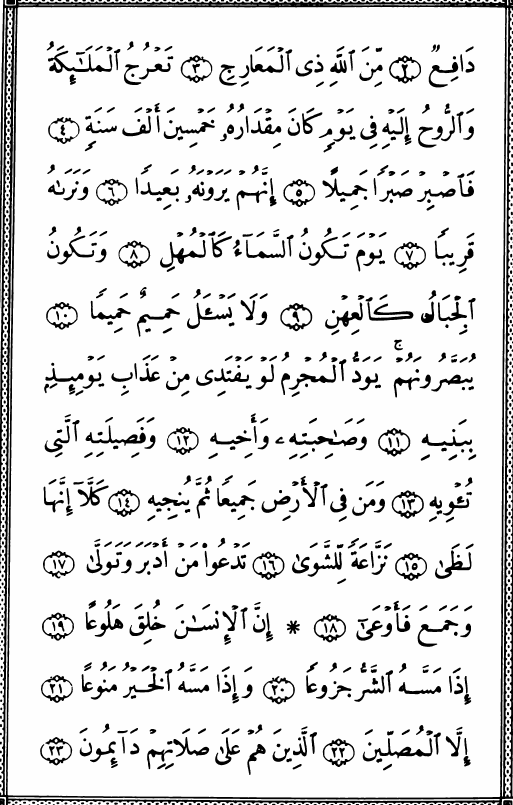 دَافِعٌ ٢ مِّنَ ٱللَّهِ ذِى ٱلْمَعَارِجِ ٣ تَعْرُجُ ٱلْمَلَٰٓئِكَةُ
وَٱلرُّوحُ إِلَيْهِ فِى يَوْمٍ كَانَ مِقْدَارُهُۥ خَمْسِينَ أَلْفَ سَنَةٍ ٤
فَٱصْبِرْ صَبْرًا جَمِيلًا ٥ إِنَّهُمْ يَرَوْنَهُۥ بَعِيدًا ٦ وَنَرَىٰهُ
قَرِيبًا ٧ يَوْمَ تَكُونُ ٱلسَّمَآءُ كَٱلْمُهْلِ ٨ وَتَكُونُ
ٱلْجِبَالُ كَٱلْعِهْنِ ٩ وَلَا يَسْـَٔلُ حَمِيمٌ حَمِيمًا ١٠
يُبَصَّرُونَهُمْ ۚ يَوَدُّ ٱلْمُجْرِمُ لَوْ يَفْتَدِى مِنْ عَذَابِ يَوْمِئِذٍۭ
بِبَنِيهِ ١١ وَصَٰحِبَتِهِۦ وَأَخِيهِ ١٢ وَفَصِيلَتِهِ ٱلَّتِى
تُـْٔوِيهِ ١٣ وَمَن فِى ٱلْأَرْضِ جَمِيعًا ثُمَّ يُنجِيهِ ١٤ كَلَّآ إِنَّهَا
لَظَىٰ ١٥ نَزَّاعَةً لِّلشَّوَىٰ ١٦ تَدْعُوا۟ مَنْ أَدْبَرَ وَتَوَلَّىٰ ١٧
وَجَمَعَ فَأَوْعَىٰٓ ١٨ * إِنَّ ٱلْإِنسَٰنَ خُلِقَ هَلُوعًا ١٩
إِذَا مَسَّهُ ٱلشَّرُّ جَزُوعًا ٢٠ وَإِذَا مَسَّهُ ٱلْخَيْرُ مَنُوعًا ٢١
إِلَّا ٱلْمُصَلِّينَ ٢٢ ٱلَّذِينَ هُمْ عَلَىٰ صَلَاتِهِمْ دَآئِمُونَ ٢٣